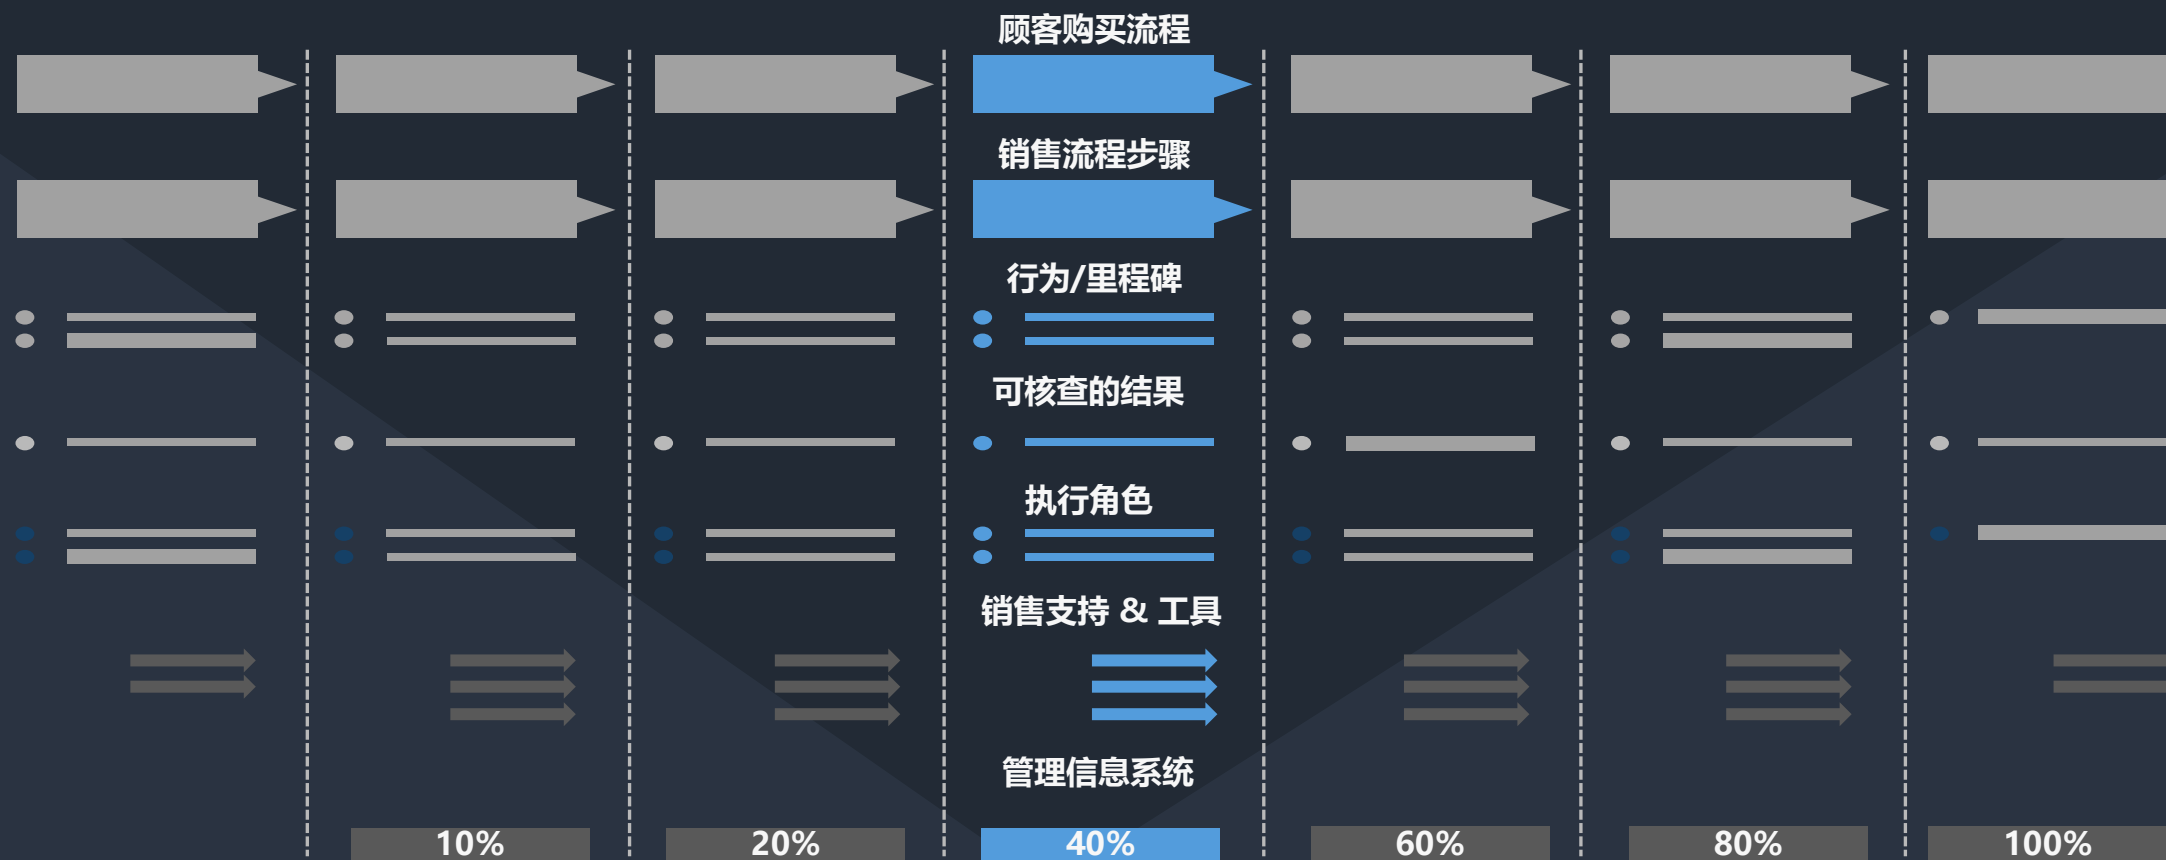 顾客购买流程
销售流程步骤
行为/里程碑
可核查的结果
执行角色
销售支持 & 工具
管理信息系统
10%
20%
40%
60%
80%
100%